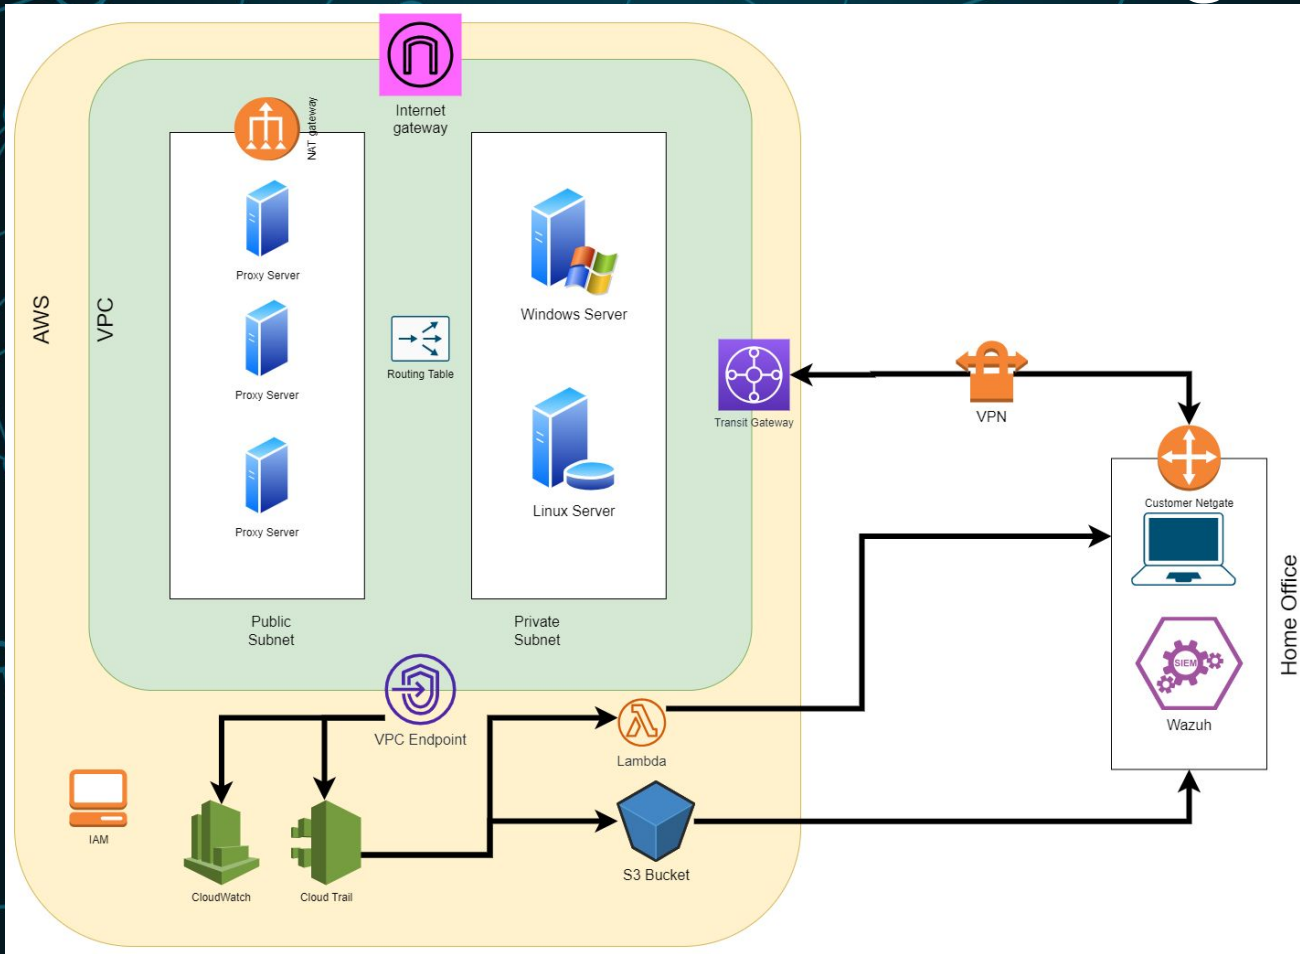 Internet
gateway
NAT gateway
Proxy Server
Proxy Server
Proxy Server
AWS
VPC
Routing Table
Windows Server
Linux Server
Public
Subnet
Private
Subnet
Transit Gateway
VPN
Customer Netgate
SIEM
Wazuh
Home Office
VPC Endpoint
Lambda
IAM
CloudWatch
Cloud Trail
S3 Bucket